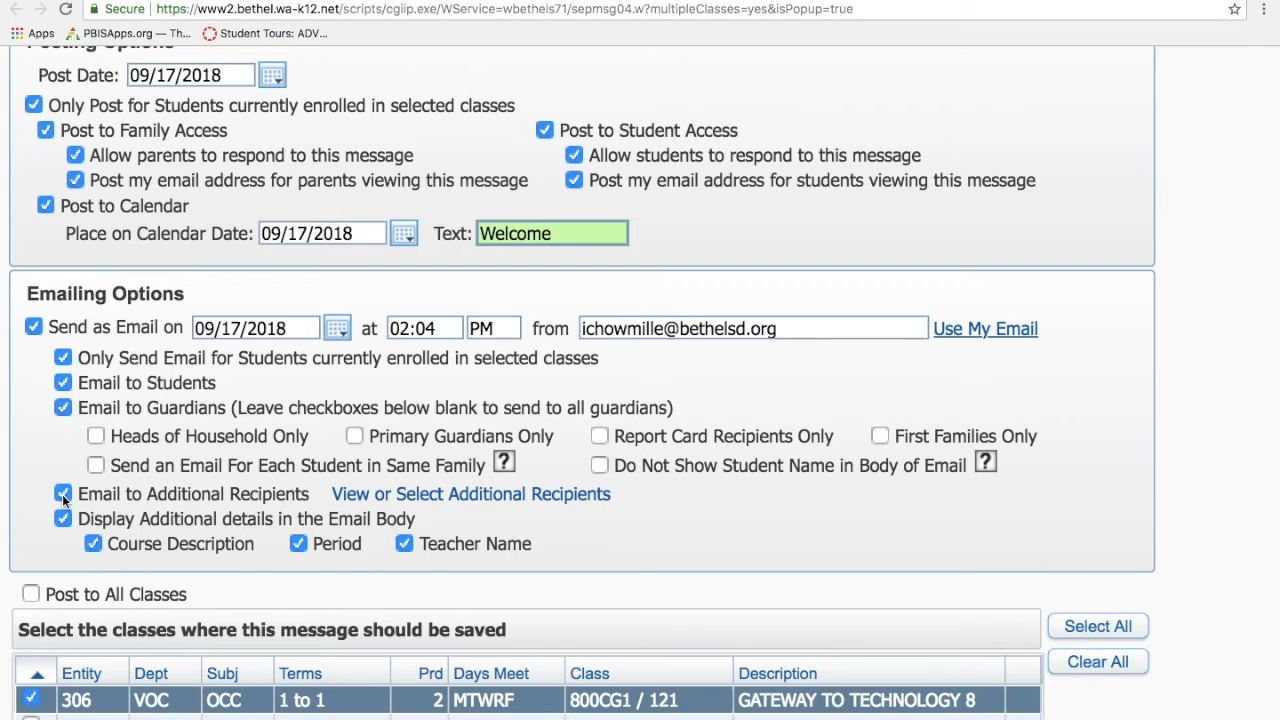 Secure https://www2.bethel.wa-k12.net/scripts/cgiip.exe/WService=wbethels71/sepmsg04.w?multipleClasses=yes&isPopup=true
Apps PBISApps.org — Th... Student Tours: ADV...
Posting Options
Post Date: 09/17/2018
Only Post for Students currently enrolled in selected classes
Post to Family Access Post to Student Access
Allow parents to respond to this message Allow students to respond to this message
Post my email address for parents viewing this message Post my email address for students viewing this message
Post to Calendar
Place on Calendar Date: 09/17/2018 Text: Welcome
Emailing Options
Send as Email on 09/17/2018 at 02:04 PM from ichowmille@bethelsd.org Use My Email
Only Send Email for Students currently enrolled in selected classes
Email to Students
Email to Guardians (Leave checkboxes below blank to send to all guardians)
Heads of Household Only Primary Guardians Only Report Card Recipients Only First Families Only
Send an Email For Each Student in Same Family ? Do Not Show Student Name in Body of Email ?
Email to Additional Recipients View or Select Additional Recipients
Display Additional details in the Email Body
Course Description Period Teacher Name
Post to All Classes
Select the classes where this message should be saved Select All
Clear All
Entity Dept Subj Terms Prd Days Meet Class Description
306 VOC OCC 1 to 1 2 MTWRF 800CG1 / 121 GATEWAY TO TECHNOLOGY 8